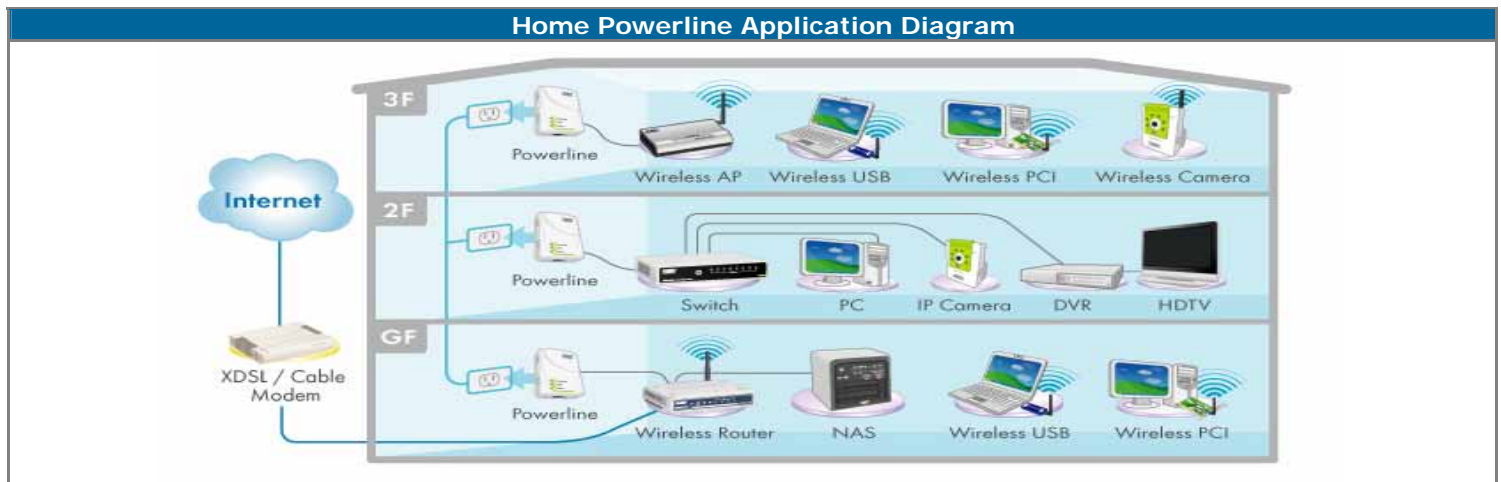 Home Powerline Application Diagram
3F
Powerline
Wireless AP
Wireless USB
Wireless PCI
Wireless Camera
Internet
2F
Powerline
Switch
PC
IP Camera
DVR
HDTV
GF
XDSL / Cable
Modem
Powerline
Wireless Router
NAS
Wireless USB
Wireless PCI